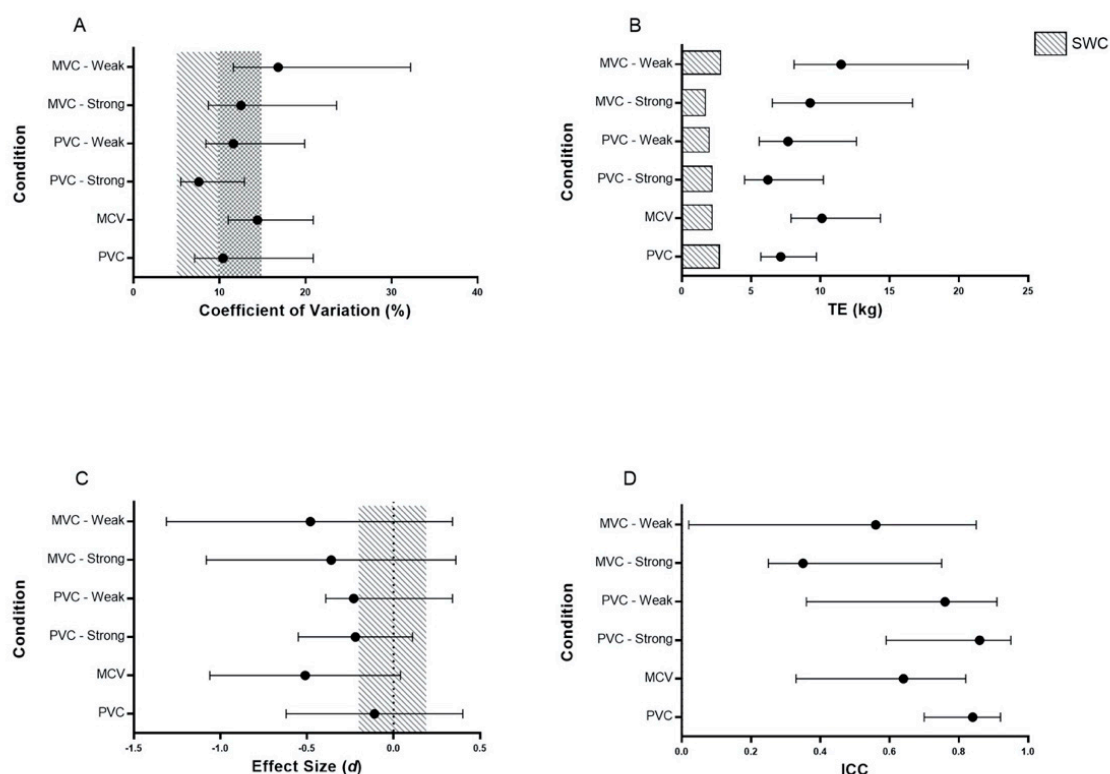 A
Condition
MVC - Weak
MVC - Strong
PVC - Weak
PVC - Strong
MCV
PVC
0
10
20
30
40
Coefficient of Variation (%)
B
SWC
Condition
MVC - Weak
MVC - Strong
PVC - Weak
PVC - Strong
MCV
PVC
0
5
10
15
20
25
TE (kg)
C
Condition
MVC - Weak
MVC - Strong
PVC - Weak
PVC - Strong
MCV
PVC
-1.5
-1.0
-0.5
0.0
0.5
Effect Size (d)
D
Condition
MVC - Weak
MVC - Strong
PVC - Weak
PVC - Strong
MCV
PVC
0.0
0.2
0.4
0.6
0.8
1.0
ICC